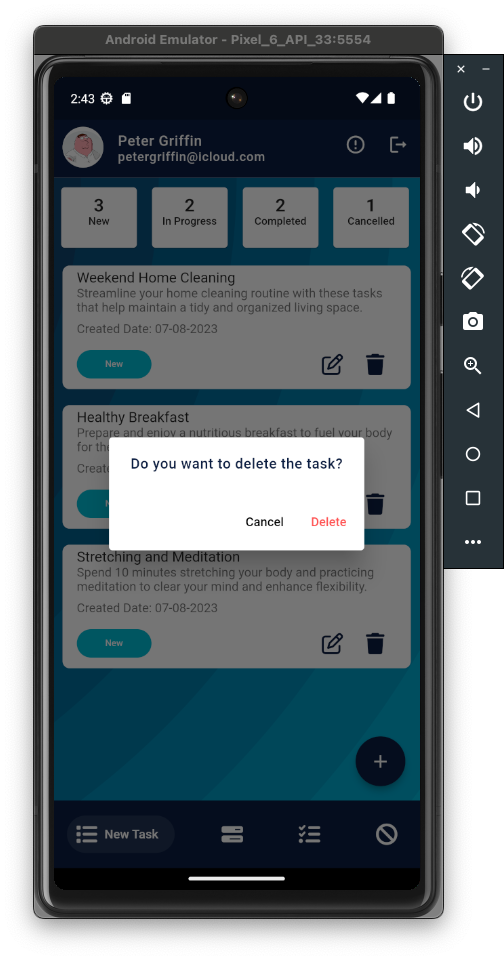 Android Emulator - Pixel_6_API_33:5554
2:43
Peter Griffin
petergriffin@icloud.com
3
New
2
In Progress
2
Completed
1
Cancelled
Weekend Home Cleaning
Streamline your home cleaning routine with these tasks
that help maintain a tidy and organized living space.
Created Date: 07-08-2023
New
Healthy Breakfast
Prepare and enjoy a nutritious breakfast to fuel your body
for the
Do you want to delete the task?
Cancel
Delete
Stretching and Meditation
Spend 10 minutes stretching your body and practicing
meditation to clear your mind and enhance flexibility.
Created Date: 07-08-2023
New
New Task